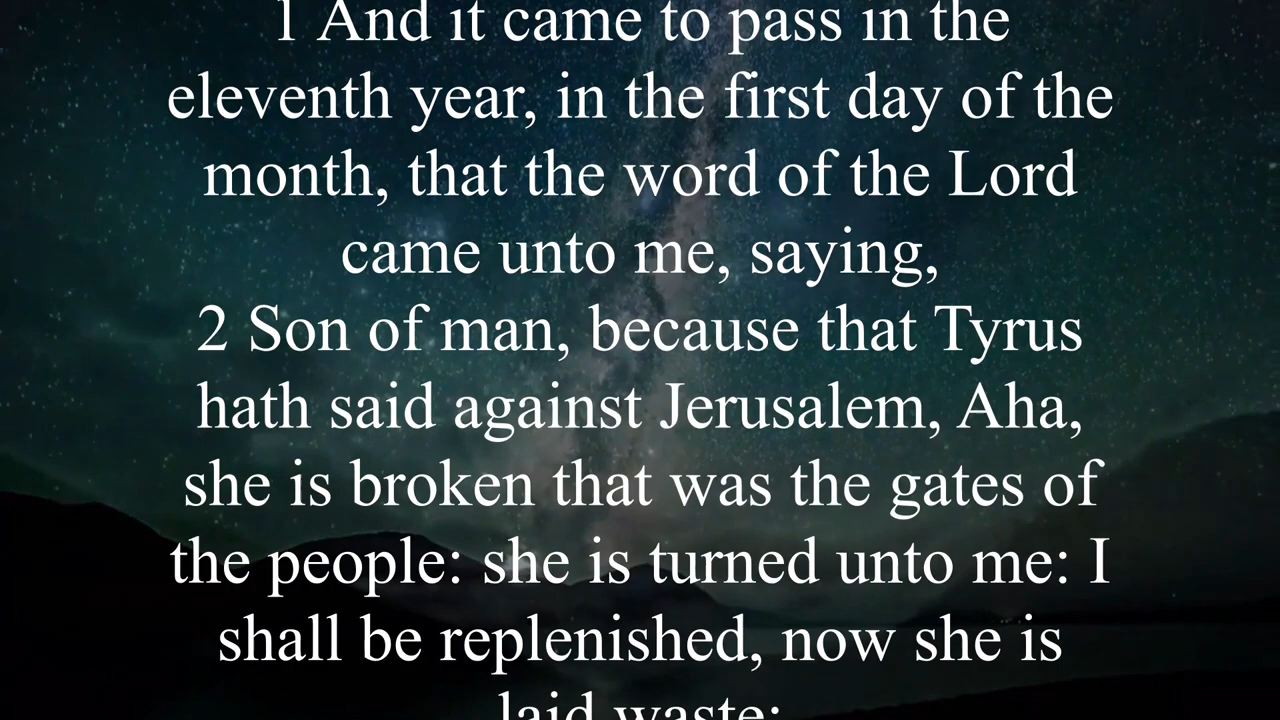 1 And it came to pass in the
eleventh year, in the first day of the
month, that the word of the Lord
came unto me, saying,
2 Son of man, because that Tyrus
hath said against Jerusalem, Aha,
she is broken that was the gates of
the people: she is turned unto me: I
shall be replenished, now she is
laid waste: